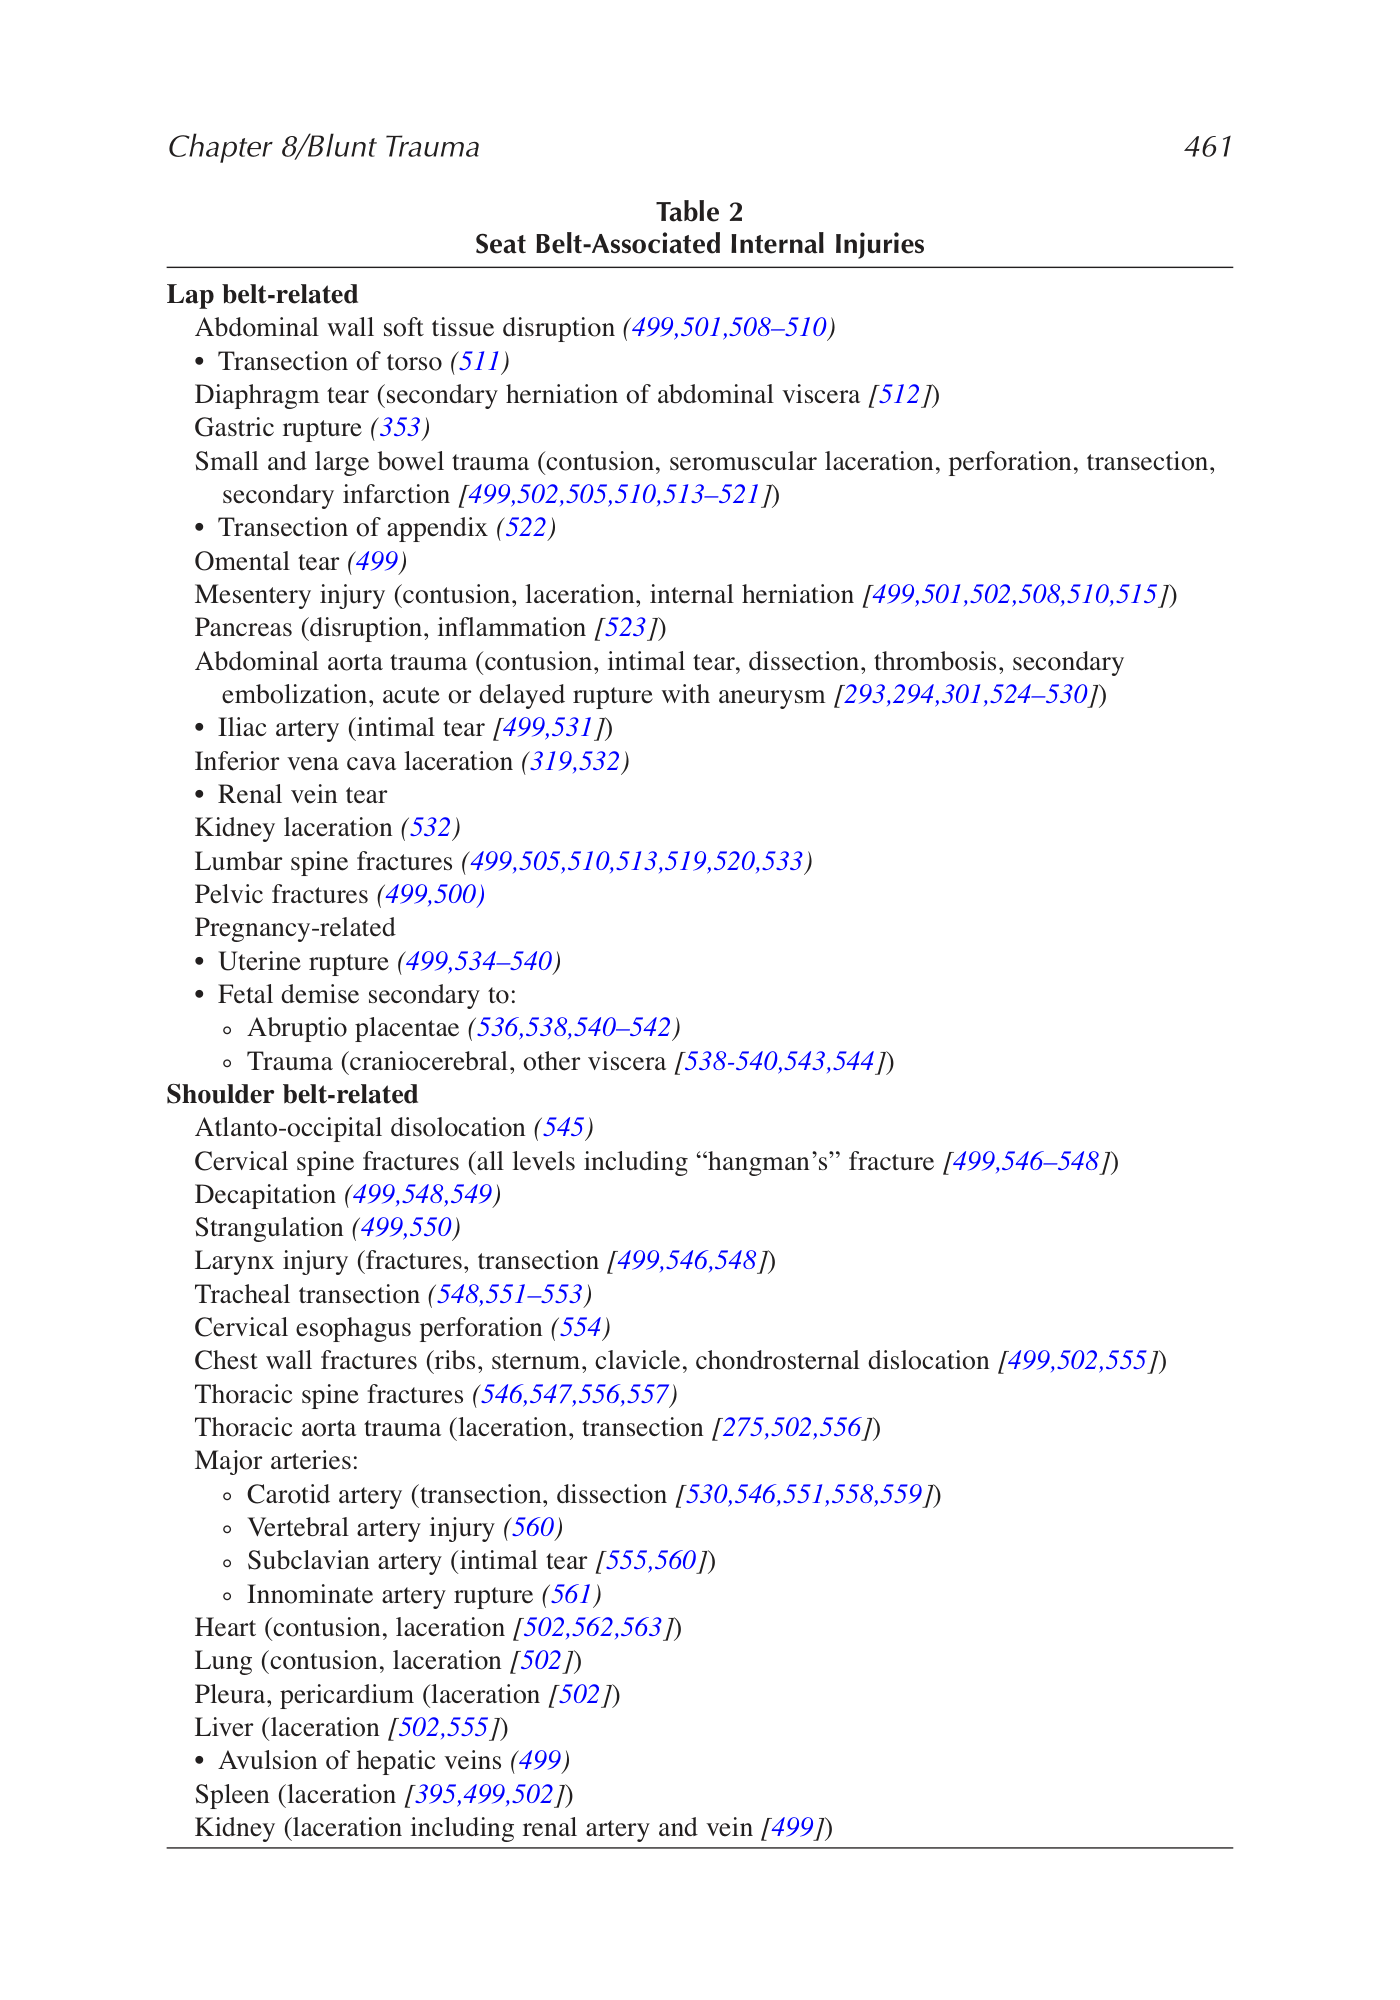 Chapter 8/Blunt Trauma 461
Table 2
Seat Belt-Associated Internal Injuries
Lap belt-related
Abdominal wall soft tissue disruption (499,501,508–510)
• Transection of torso (511)
Diaphragm tear (secondary herniation of abdominal viscera [512])
Gastric rupture (353)
Small and large bowel trauma (contusion, seromuscular laceration, perforation, transection,
secondary infarction [499,502,505,510,513–521])
• Transection of appendix (522)
Omental tear (499)
Mesentery injury (contusion, laceration, internal herniation [499,501,502,508,510,515])
Pancreas (disruption, inflammation [523])
Abdominal aorta trauma (contusion, intimal tear, dissection, thrombosis, secondary
embolization, acute or delayed rupture with aneurysm [293,294,301,524–530])
• Iliac artery (intimal tear [499,531])
Inferior vena cava laceration (319,532)
• Renal vein tear
Kidney laceration (532)
Lumbar spine fractures (499,505,510,513,519,520,533)
Pelvic fractures (499,500)
Pregnancy-related
• Uterine rupture (499,534–540)
• Fetal demise secondary to:
◦ Abruptio placentae (536,538,540–542)
◦ Trauma (craniocerebral, other viscera [538-540,543,544])
Shoulder belt-related
Atlanto-occipital disolocation (545)
Cervical spine fractures (all levels including “hangman’s” fracture [499,546–548])
Decapitation (499,548,549)
Strangulation (499,550)
Larynx injury (fractures, transection [499,546,548])
Tracheal transection (548,551–553)
Cervical esophagus perforation (554)
Chest wall fractures (ribs, sternum, clavicle, chondrosternal dislocation [499,502,555])
Thoracic spine fractures (546,547,556,557)
Thoracic aorta trauma (laceration, transection [275,502,556])
Major arteries:
◦ Carotid artery (transection, dissection [530,546,551,558,559])
◦ Vertebral artery injury (560)
◦ Subclavian artery (intimal tear [555,560])
◦ Innominate artery rupture (561)
Heart (contusion, laceration [502,562,563])
Lung (contusion, laceration [502])
Pleura, pericardium (laceration [502])
Liver (laceration [502,555])
• Avulsion of hepatic veins (499)
Spleen (laceration [395,499,502])
Kidney (laceration including renal artery and vein [499])